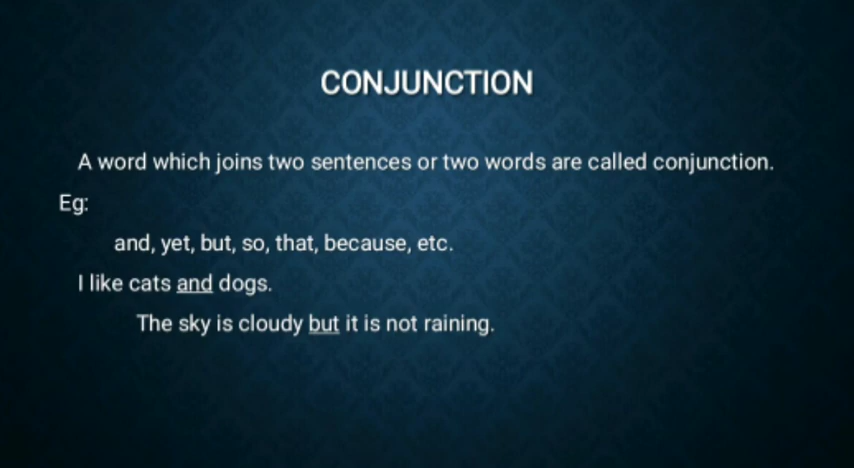 CONJUNCTION
A word which joins two sentences or two words are called conjunction.
Eg:
and, yet, but, so, that, because, etc.
I like cats and dogs.
The sky is cloudy but it is not raining.